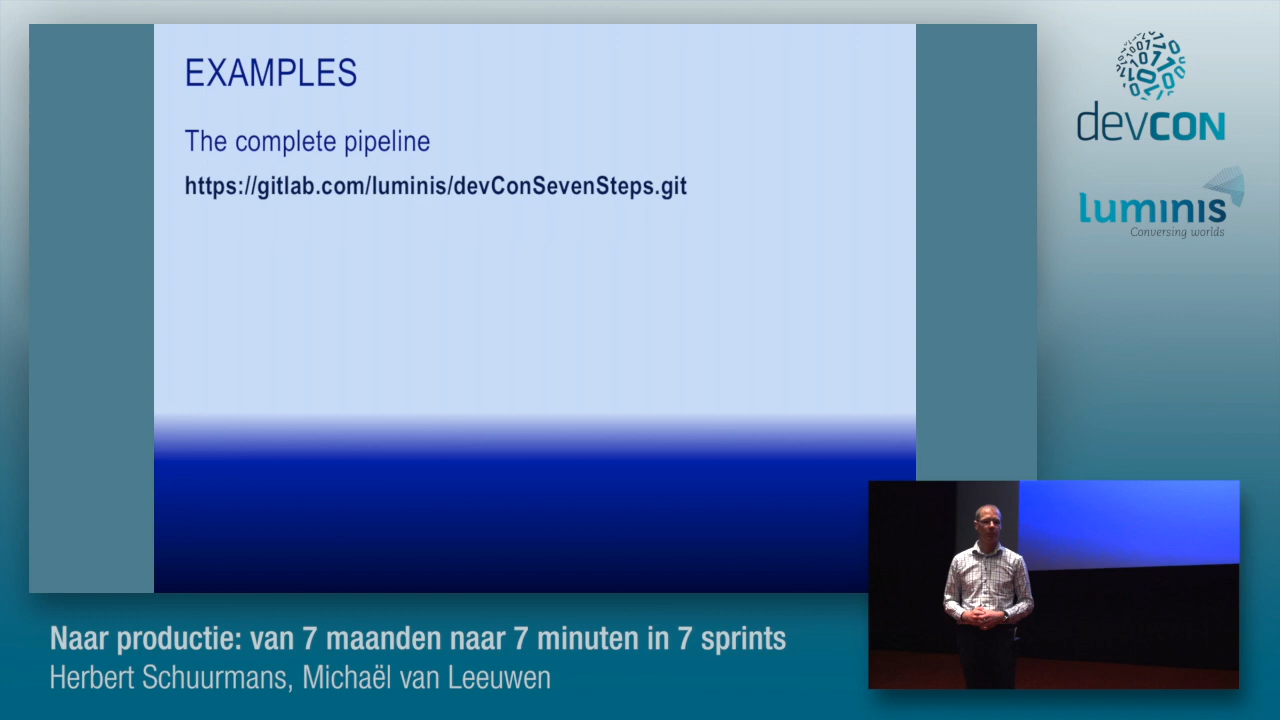 EXAMPLES
The complete pipeline
https://gitlab.com/luminis/devConSevenSteps.git
devCON
luminis
Conversing worlds
Naar productie: van 7 maanden naar 7 minuten in 7 sprints
Herbert Schuurmans, Michaël van Leeuwen